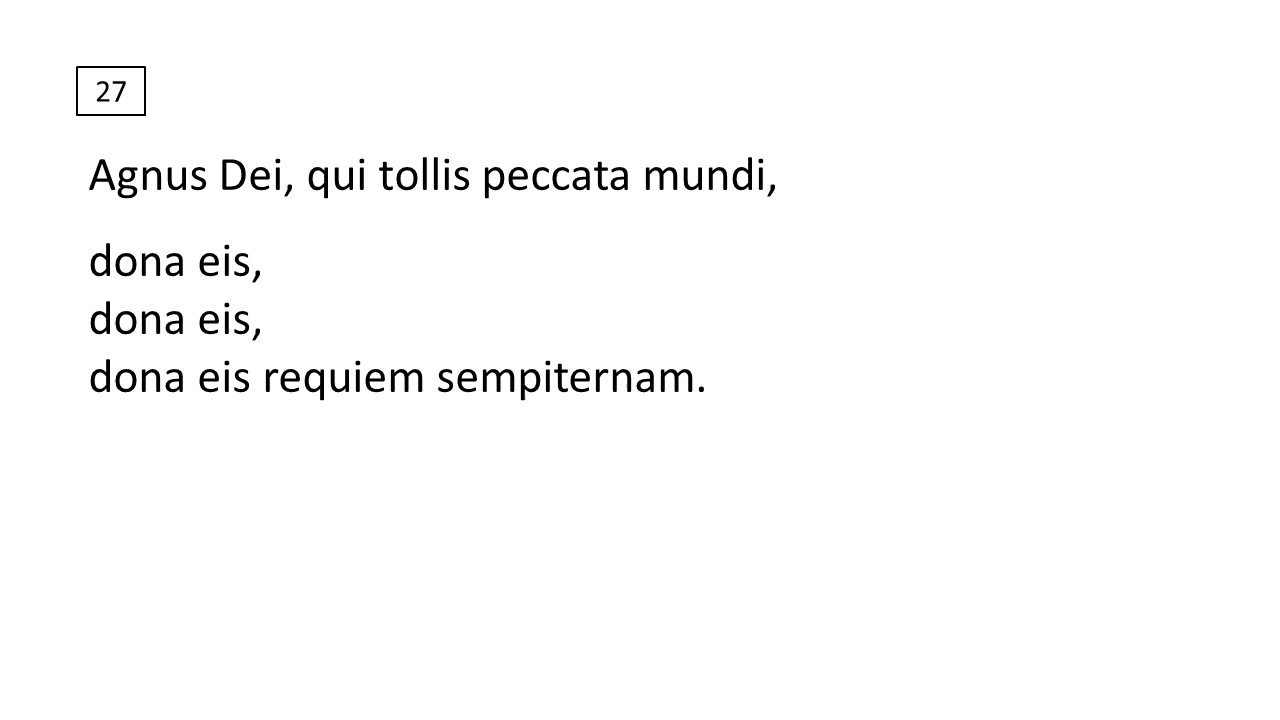 27
Agnus Dei, qui tollis peccata mundi,
dona eis,
dona eis,
dona eis requiem sempiternam.